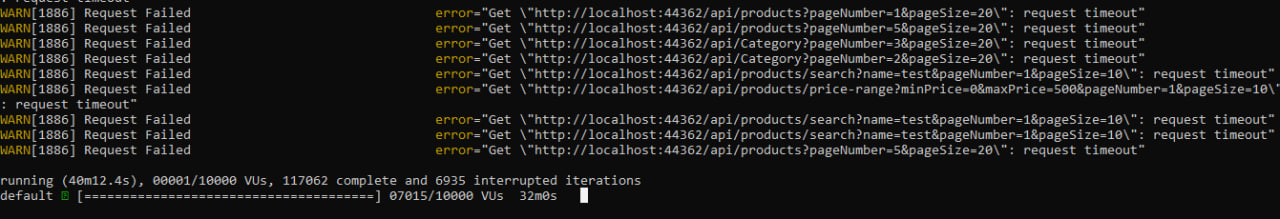 : request timeout"
WARN[1886] Request Failed error="Get \"http://localhost:44362/api/products?pageNumber=1&pageSize=20\": request timeout"
WARN[1886] Request Failed error="Get \"http://localhost:44362/api/products?pageNumber=5&pageSize=20\": request timeout"
WARN[1886] Request Failed error="Get \"http://localhost:44362/api/Category?pageNumber=3&pageSize=20\": request timeout"
WARN[1886] Request Failed error="Get \"http://localhost:44362/api/Category?pageNumber=2&pageSize=20\": request timeout"
WARN[1886] Request Failed error="Get \"http://localhost:44362/api/products/search?name=test&pageNumber=1&pageSize=10\": request timeout"
WARN[1886] Request Failed error="Get \"http://localhost:44362/api/products/price-range?minPrice=0&maxPrice=500&pageNumber=1&pageSize=10\"
: request timeout"
WARN[1886] Request Failed error="Get \"http://localhost:44362/api/products/search?name=test&pageNumber=1&pageSize=10\": request timeout"
WARN[1886] Request Failed error="Get \"http://localhost:44362/api/products/search?name=test&pageNumber=1&pageSize=10\": request timeout"
WARN[1886] Request Failed error="Get \"http://localhost:44362/api/products?pageNumber=5&pageSize=20\": request timeout"
running (40m12.4s), 00001/10000 VUs, 117062 complete and 6935 interrupted iterations
default [======================================] 07015/10000 VUs 32m0s